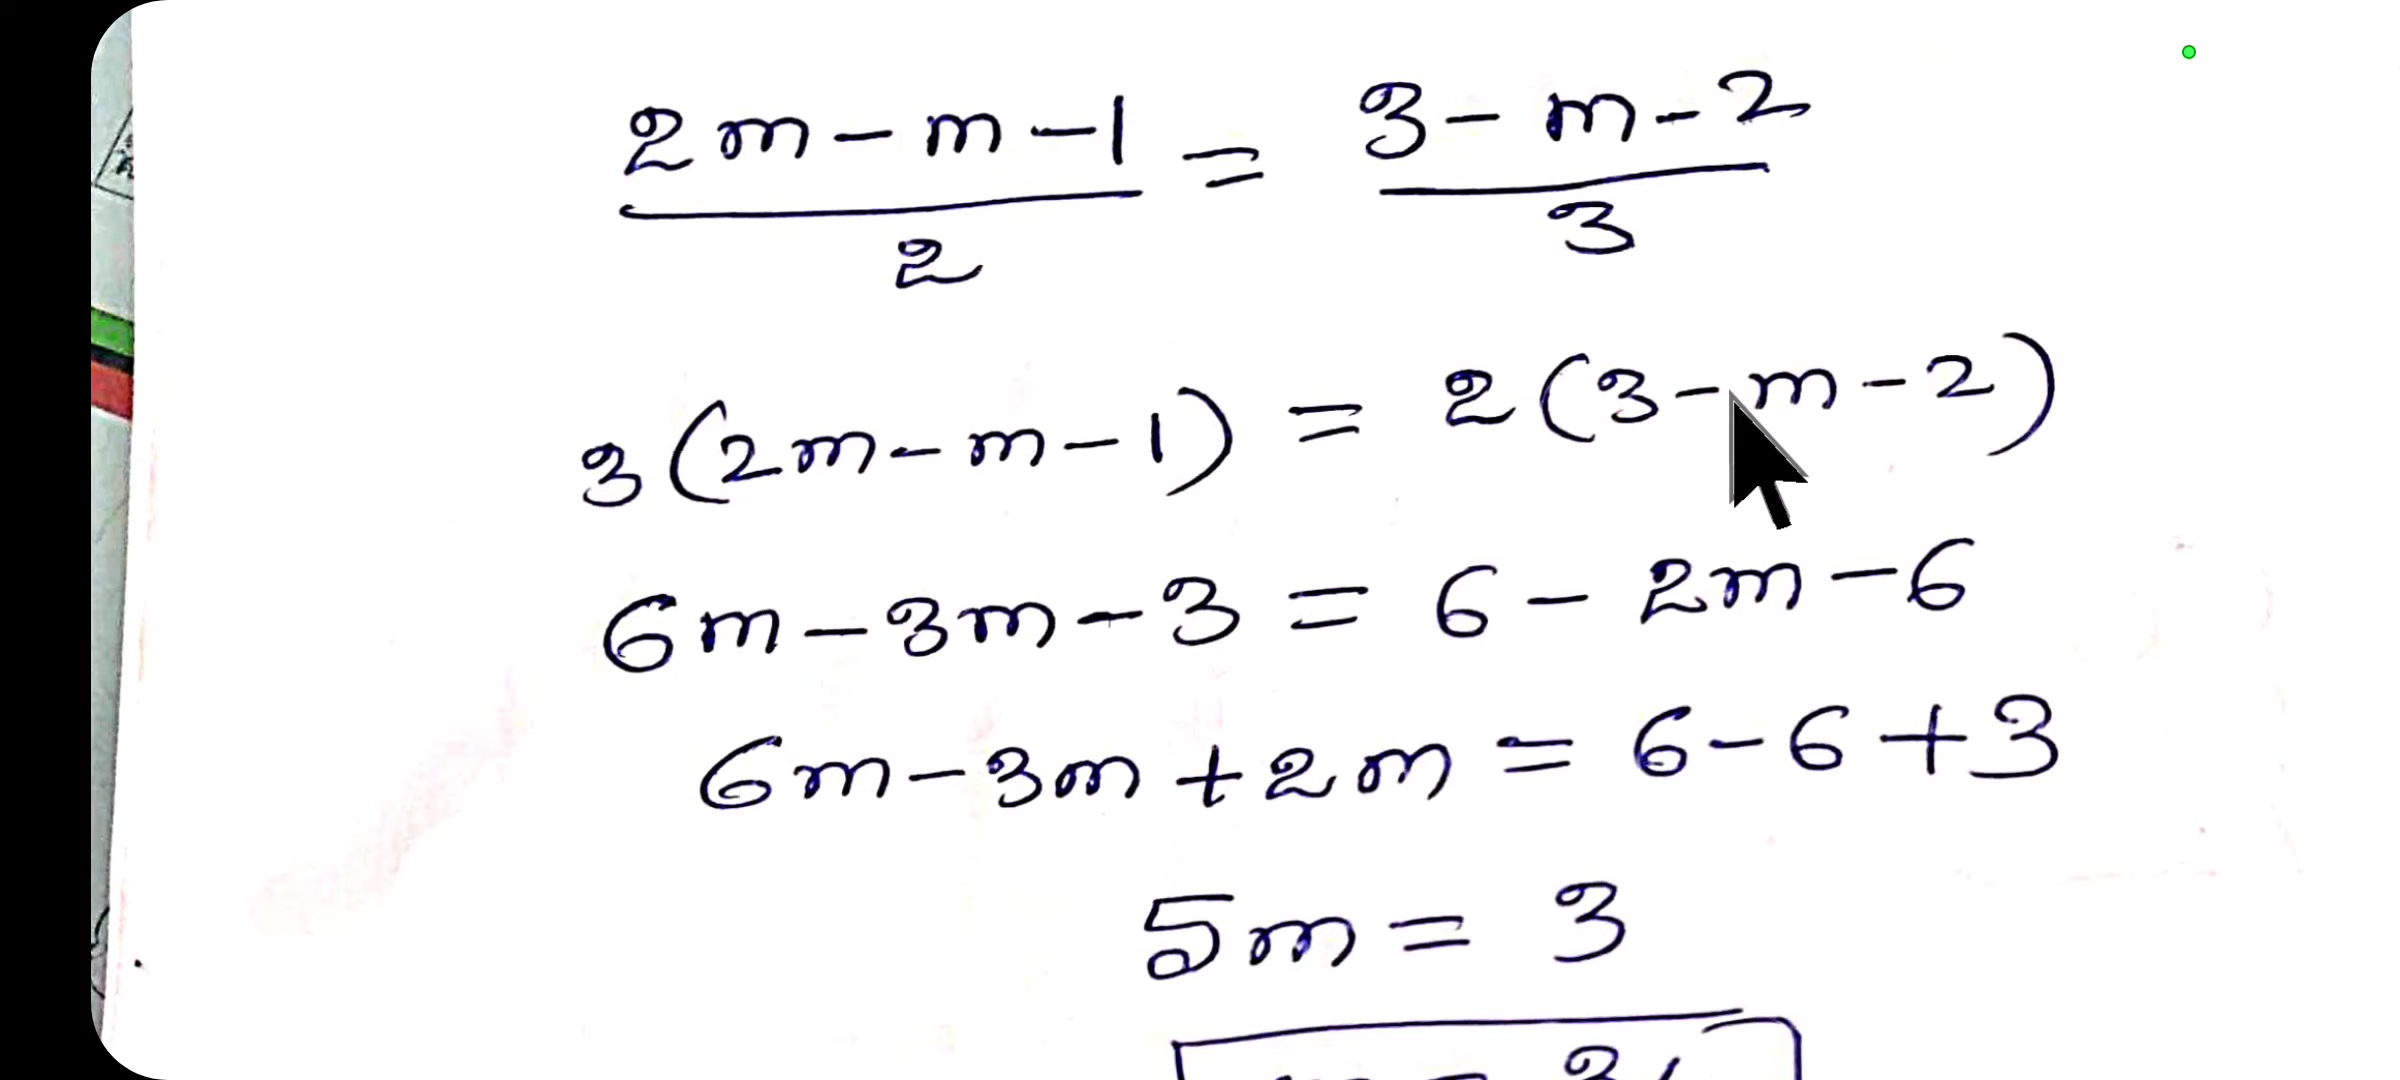 2m - m - 1 / 2 = 3 - m - 2 / 3
3(2m - m - 1) = 2(3 - m - 2)
6m - 3m - 3 = 6 - 2m - 6
6m - 3m + 2m = 6 - 6 + 3
5m = 3